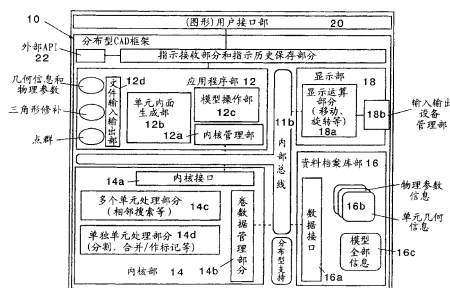 (图形)用户接口部 20
10
分布型CAD框架
外部API
22
指示接收部分和指示历史保存部分
几何信息和
物理参数
三角形修补
点群
文件输入输出部
12d
应用程序部 12
单元内面
生成部
12b
模型操作部
12c
12a
内核管理部
11b
内部总线
显示部
18
显示运算
部分
(移动、
旋转等)
18a
18b
输入输出
设备
管理部
14a
内核接口
多个单元处理部分
(相邻搜索等)
14c
单独单元处理部分
(分割、合并/作标记等)
14d
内核部 14
14b
卷数据管理部分
分布型支持
资料档案库部 16
数据接口
16a
16b
物理参数
信息
单元几何
信息
模型
全部
信息
16c